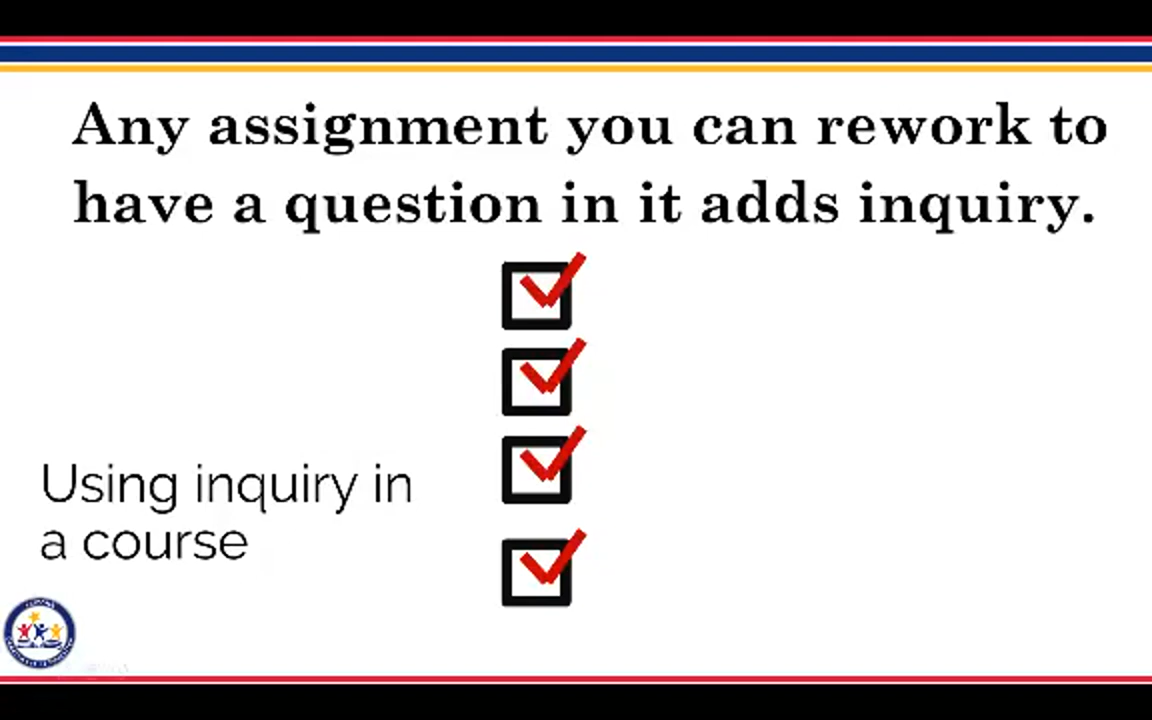 Any assignment you can rework to
have a question in it adds inquiry.
Using inquiry in
a course